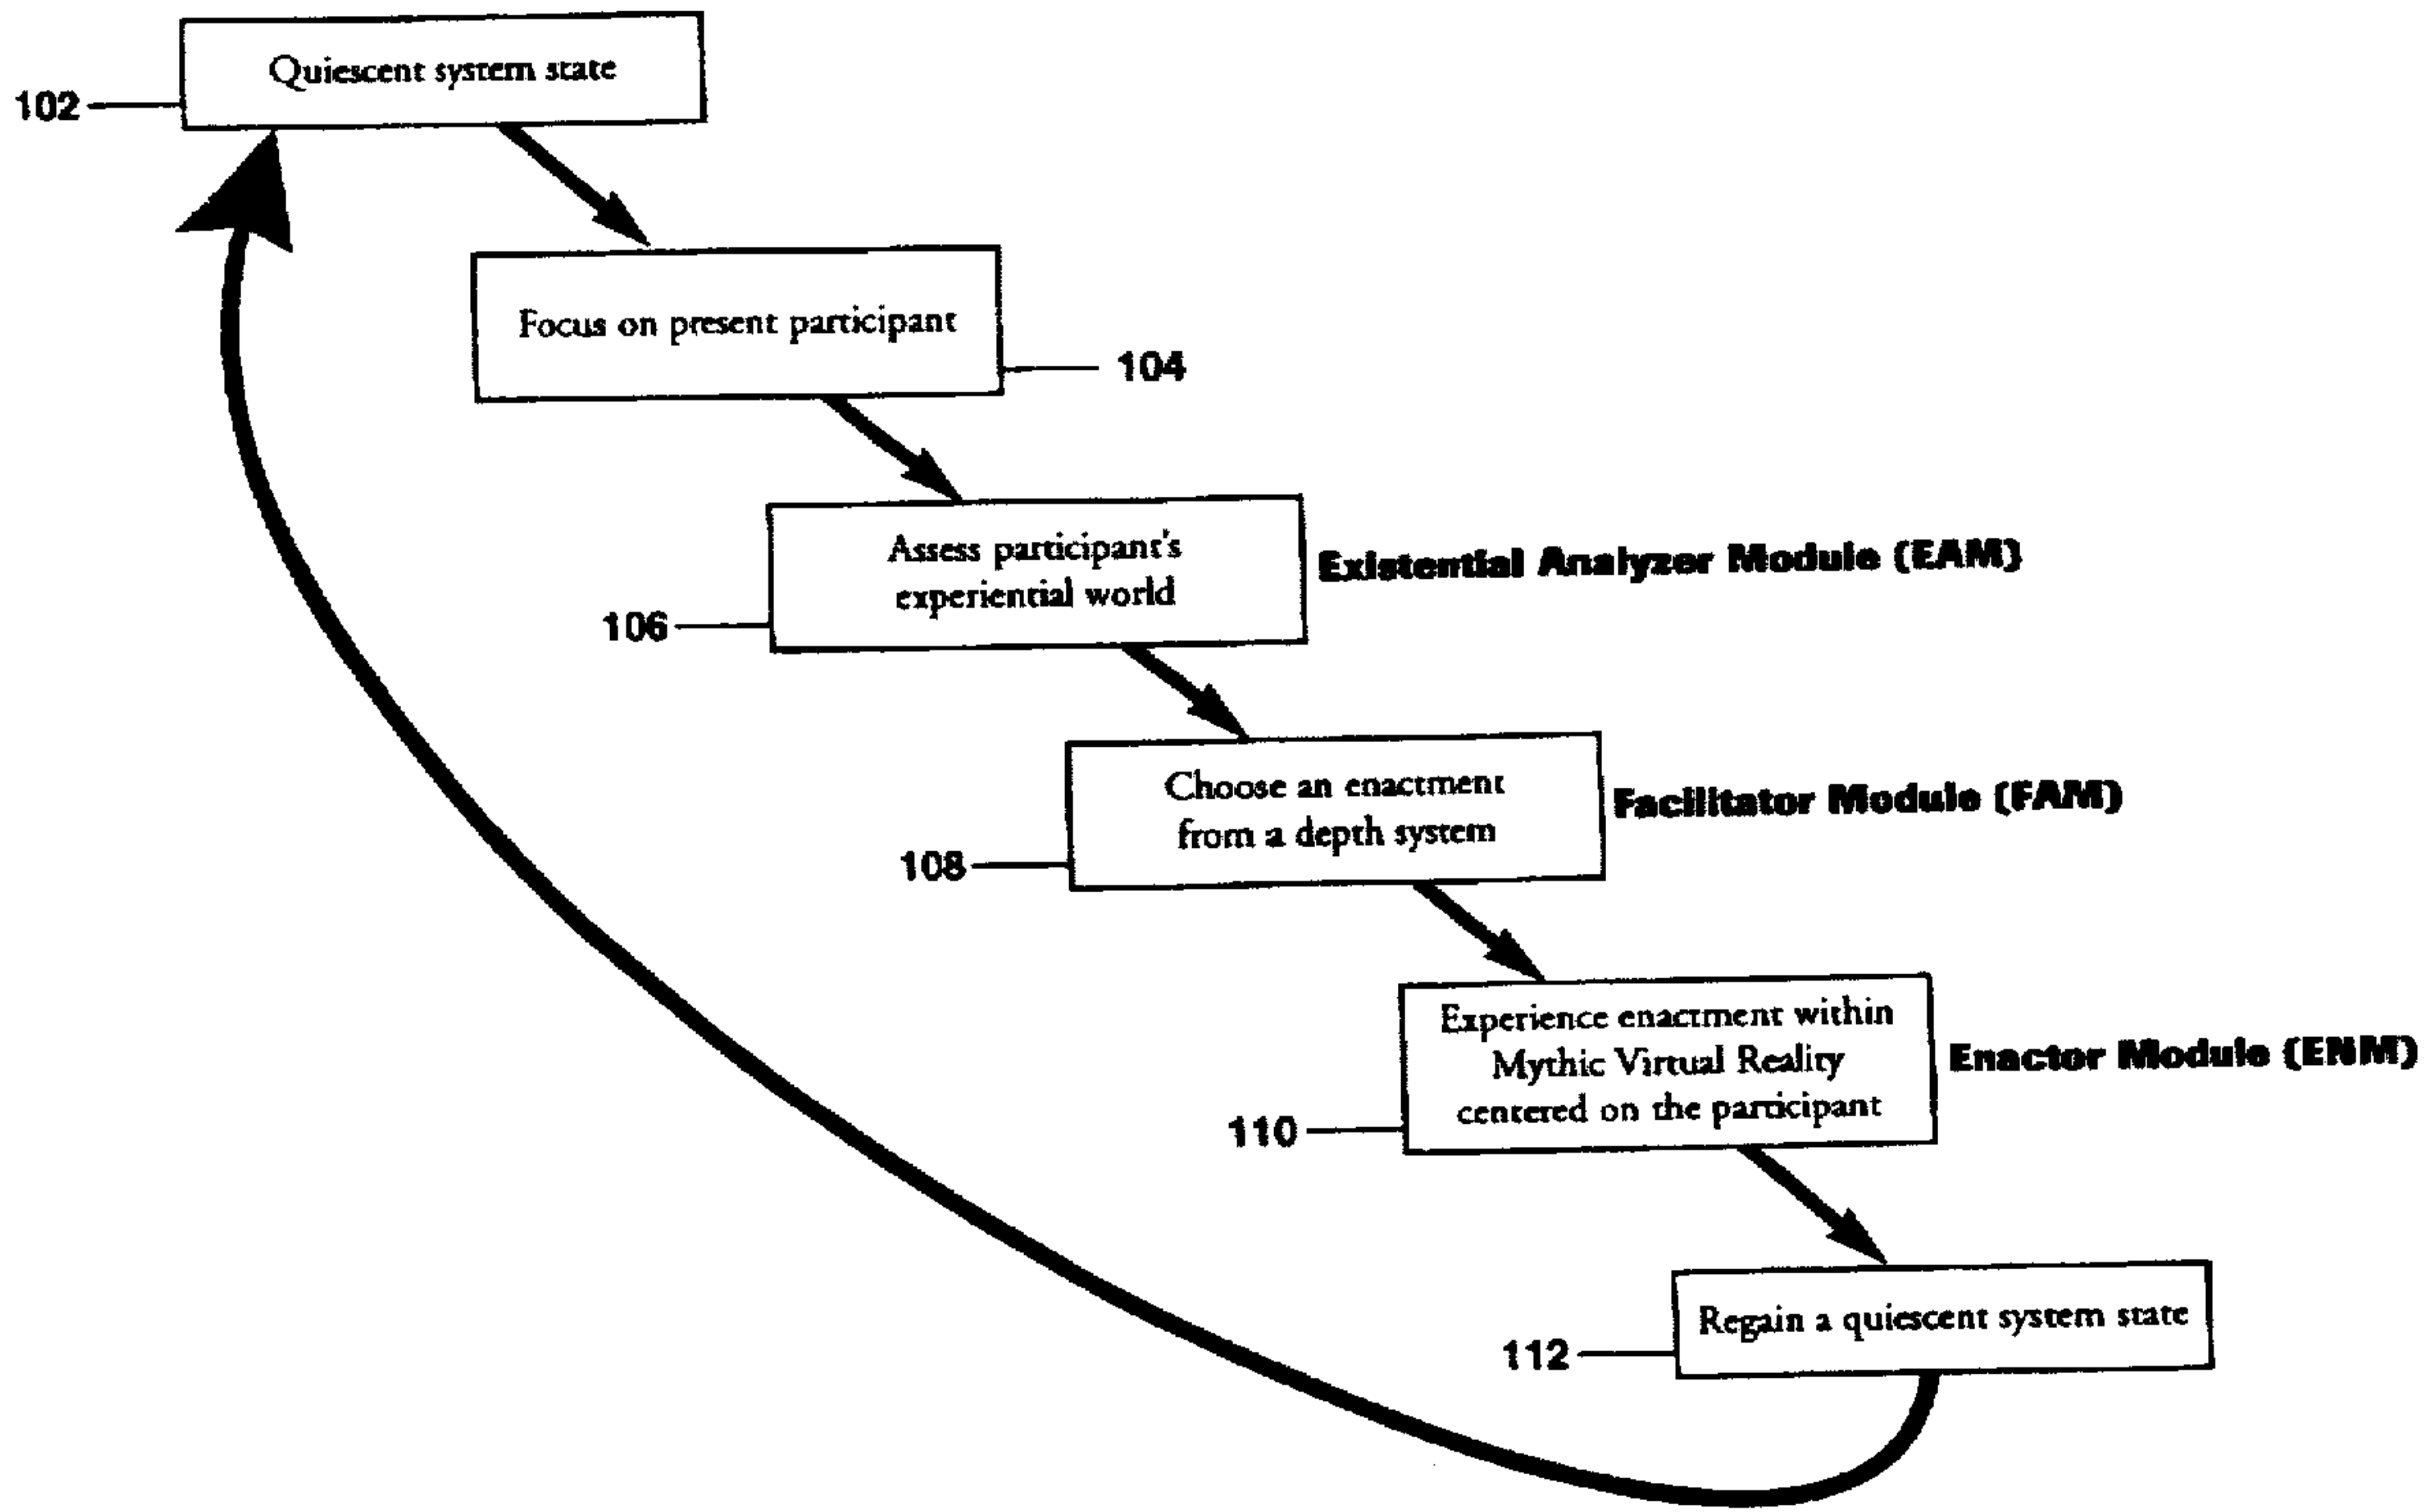 Quiescent system state
102
Focus on present participant
104
Assess participant's
experiential world
Existential Analyzer Module (EAM)
106
Choose an enactment
from a depth system
Facilitator Module (FAM)
108
Experience enactment within
Mythic Virtual Reality
centered on the participant
Enactor Module (ENM)
110
Regain a quiescent system state
112